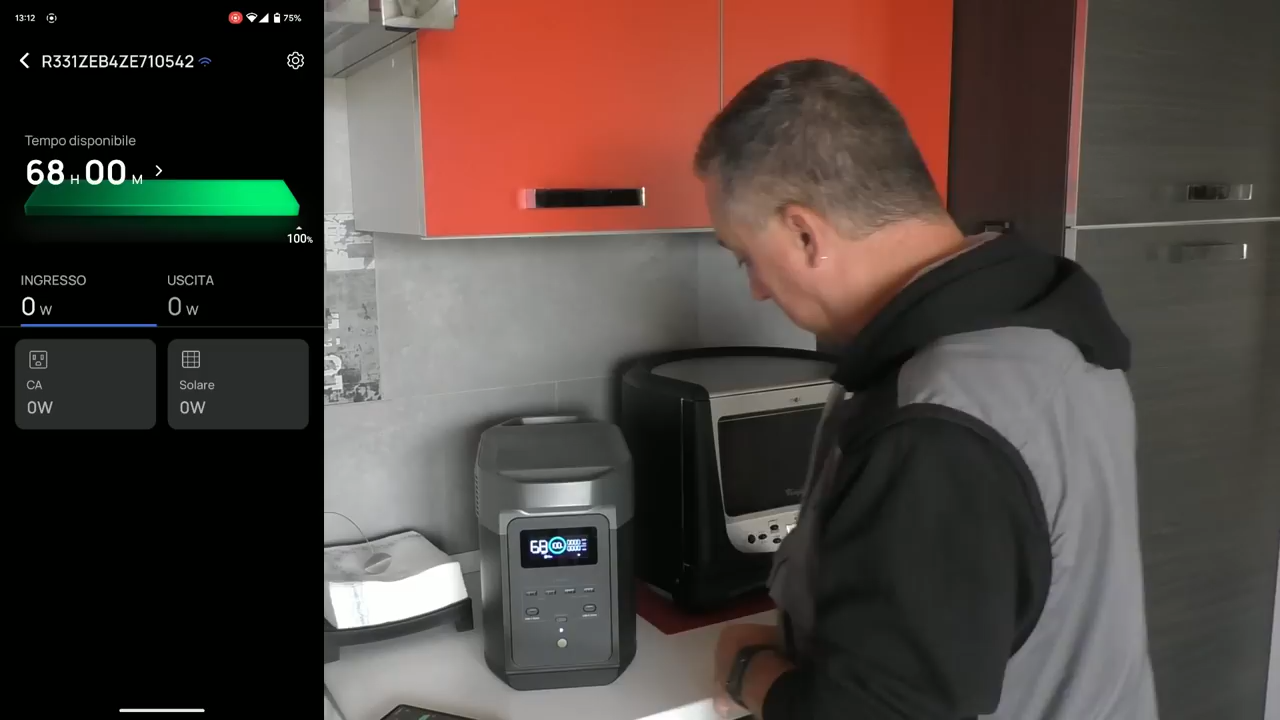 13:12
75%
R331ZEB4ZE710542
Tempo disponibile
68 H 00 M
100%
INGRESSO
USCITA
0 W
0 W
CA
Solare
0W
0W
68